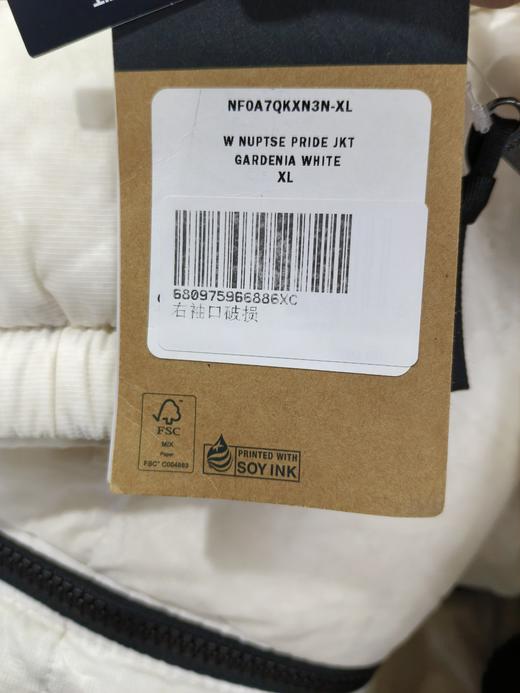 NF0A7QKXN3N-XL
W NUPTSE PRIDE JKT
GARDENIA WHITE
XL
680975966886XC
右袖口破损
FSC
MIX
Paper
FSC® C004883
PRINTED WITH
SOY INK